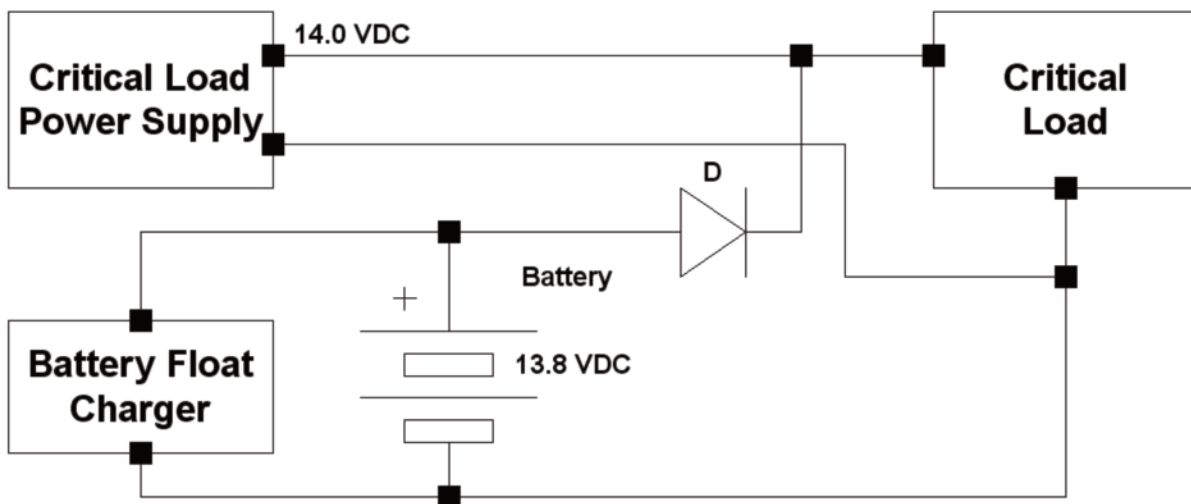 14.0 VDC
Critical Load
Power Supply
Critical
Load
D
Battery
+
Battery Float
Charger
13.8 VDC